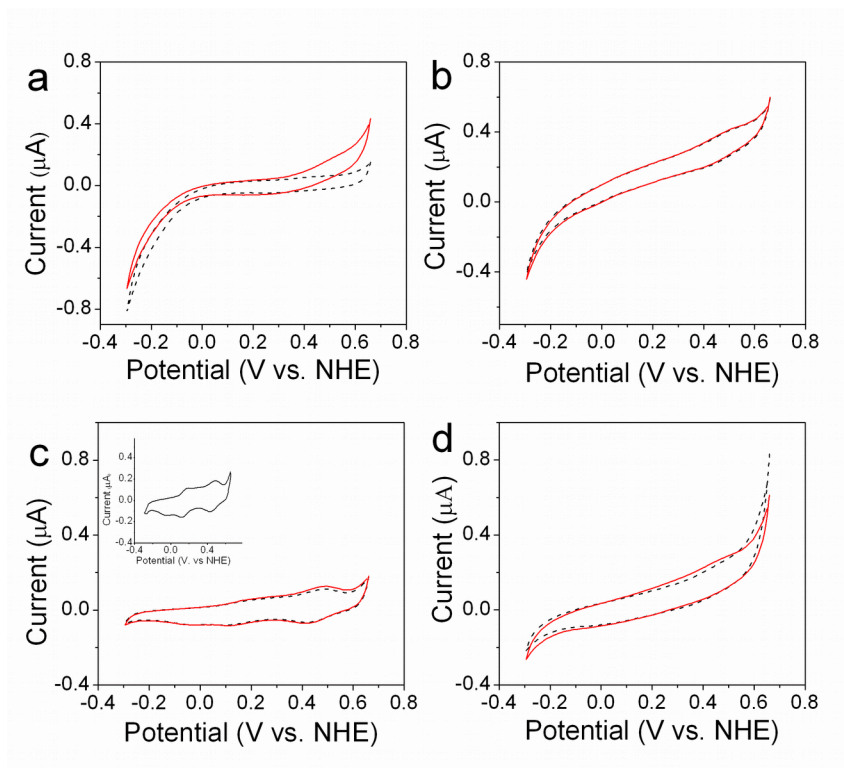 a
0.8
0.4
0.0
-0.4
-0.8
Current (μA)
-0.4 -0.2 0.0 0.2 0.4 0.6 0.8
Potential (V vs. NHE)
b
0.8
0.4
0.0
-0.4
Current (μA)
-0.4 -0.2 0.0 0.2 0.4 0.6 0.8
Potential (V vs. NHE)
c
0.8
0.4
0.0
-0.4
Current (μA)
-0.4 -0.2 0.0 0.2 0.4 0.6 0.8
Potential (V vs. NHE)
0.4
0.2
0.0
-0.2
-0.4
Current (μA)
-0.4 0.0 0.4
Potential (V. vs NHE)
d
0.8
0.4
0.0
-0.4
Current (μA)
-0.4 -0.2 0.0 0.2 0.4 0.6 0.8
Potential (V vs. NHE)